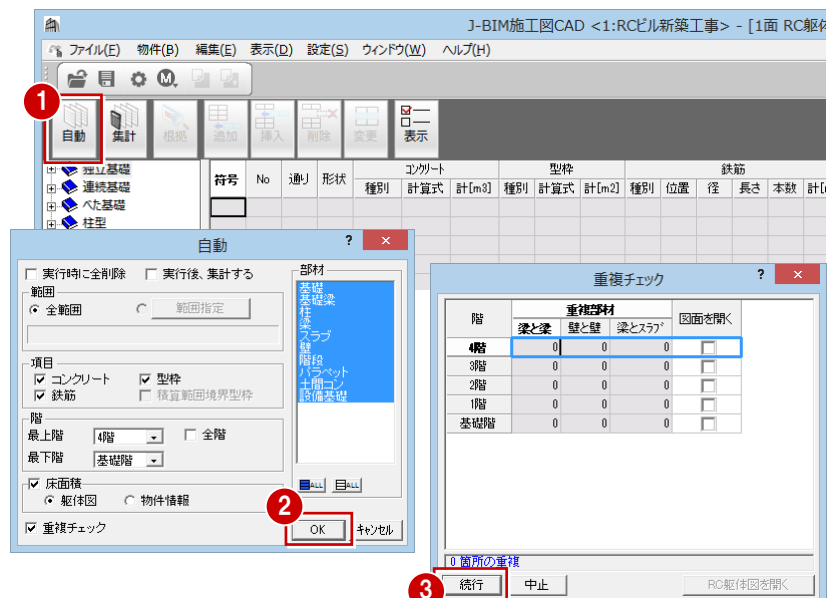 J-BIM施工図CAD <1:RCビル新築工事> - [1面 RC躯体
ファイル(F) 物件(B) 編集(E) 表示(D) 設定(S) ウィンドウ(W) ヘルプ(H)
1
自動 集計 根拠 追加 挿入 削除 変更 表示
独立基礎
連続基礎
べた基礎
柱型
符号 No 通り 形状 コンクリート 型枠 鉄筋
種別 計算式 計[m3] 種別 計算式 計[m2] 種別 位置 径 長さ 本数 計[
自動 ? ×
実行時に全削除 実行後、集計する
範囲
全範囲 範囲指定
項目
コンクリート 型枠
鉄筋 積算範囲境界型枠
階
最上階 4階 全階
最下階 基礎階
床面積
躯体図 物件情報
重複チェック
部材
基礎
基礎梁
柱
梁
スラブ
壁
階段
パラペット
土間コン
設備基礎
ALL ALL
2
OK キャンセル
重複チェック ? ×
階 重複部材 図面を開く
梁と梁 壁と壁 梁とスラブ
4階 0 0 0
3階 0 0 0
2階 0 0 0
1階 0 0 0
基礎階 0 0 0
0 箇所の重複
3
続行 中止 RC躯体図を開く